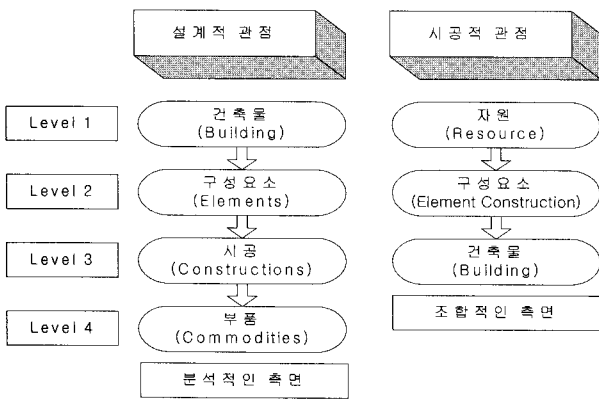 설계적 관점
시공적 관점
Level 1
건축물
(Building)
자원
(Resource)
Level 2
구성요소
(Elements)
구성요소
(Element Construction)
Level 3
시공
(Constructions)
건축물
(Building)
Level 4
부품
(Commodities)
조합적인 측면
분석적인 측면